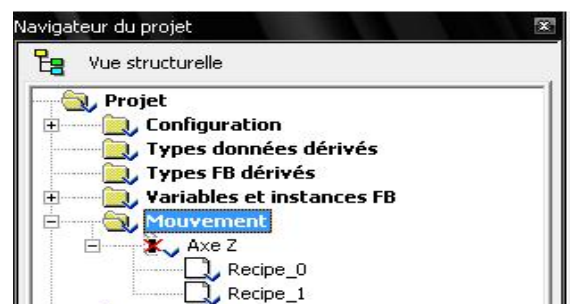 Navigateur du projet
Vue structurelle
Projet
Configuration
Types données dérivés
Types FB dérivés
Variables et instances FB
Mouvement
Axe Z
Recipe_0
Recipe_1